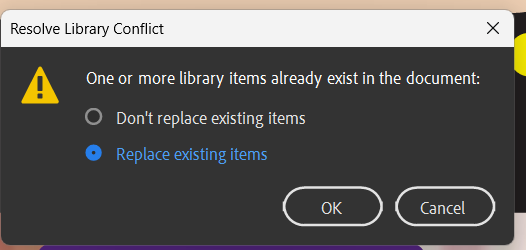 Resolve Library Conflict
One or more library items already exist in the document:
Don't replace existing items
Replace existing items
OK
Cancel